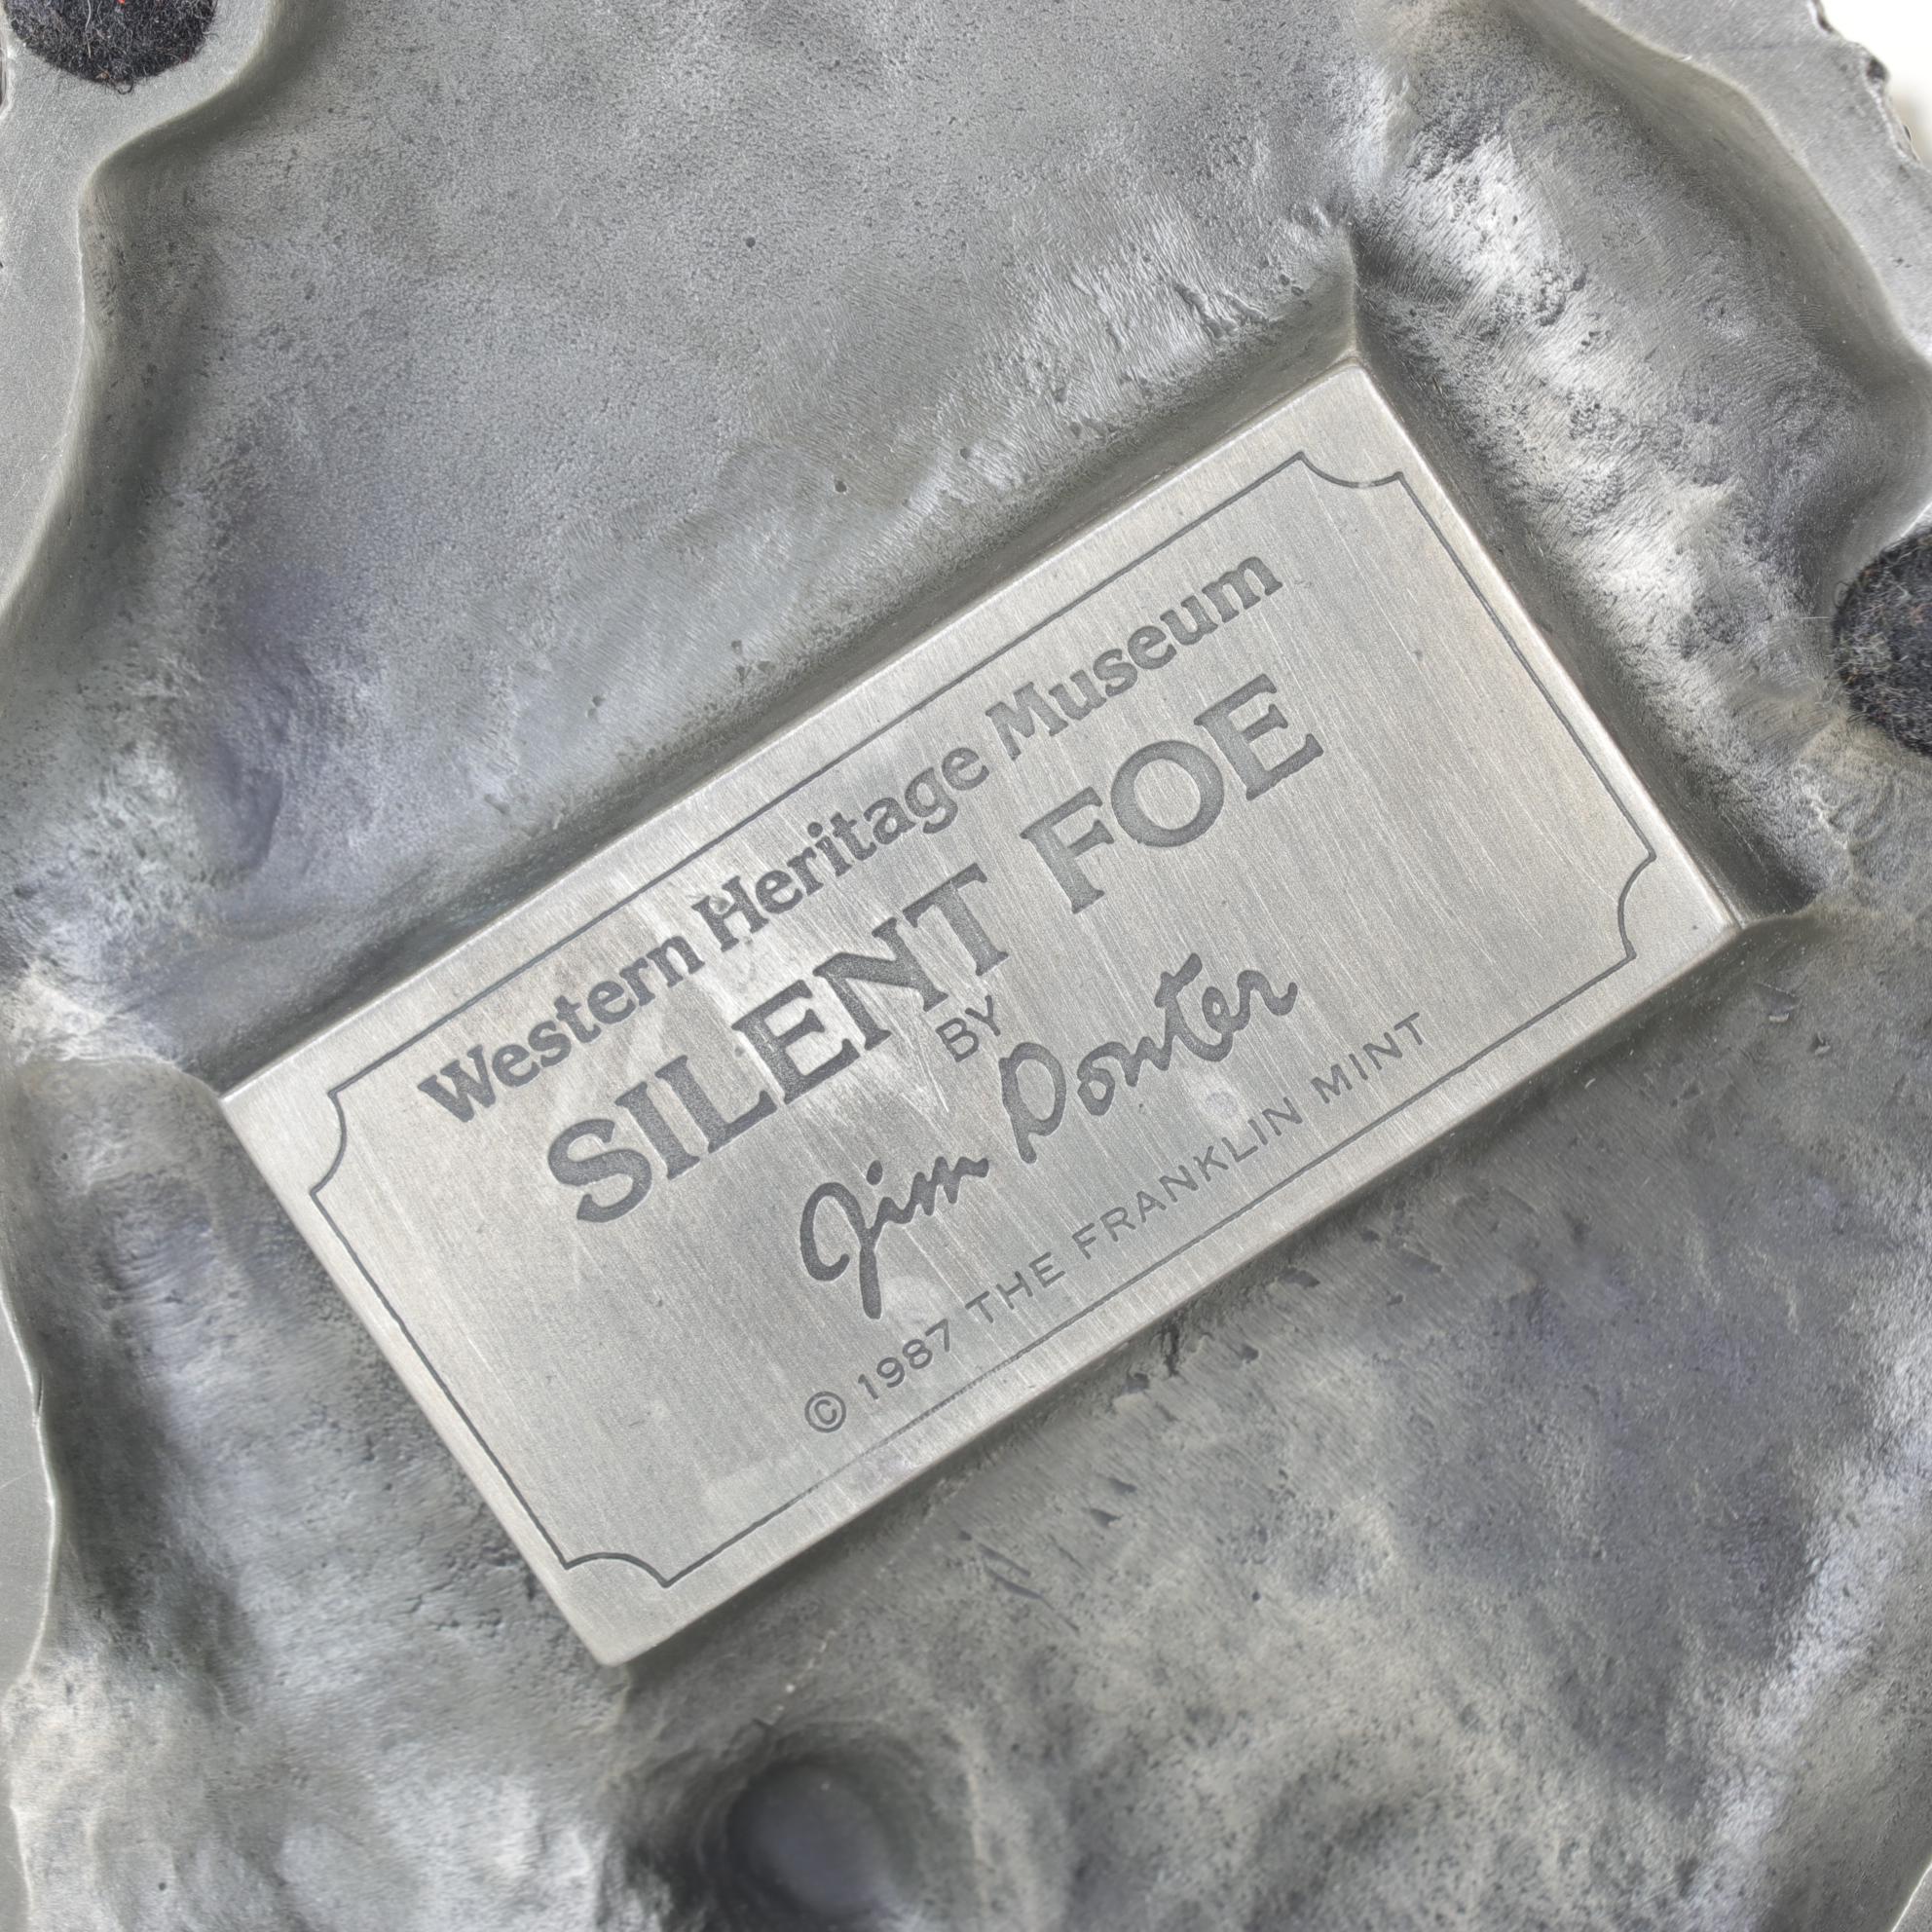 Western Heritage Museum
SILENT FOE
BY
Jim Ponter
© 1987 THE FRANKLIN MINT